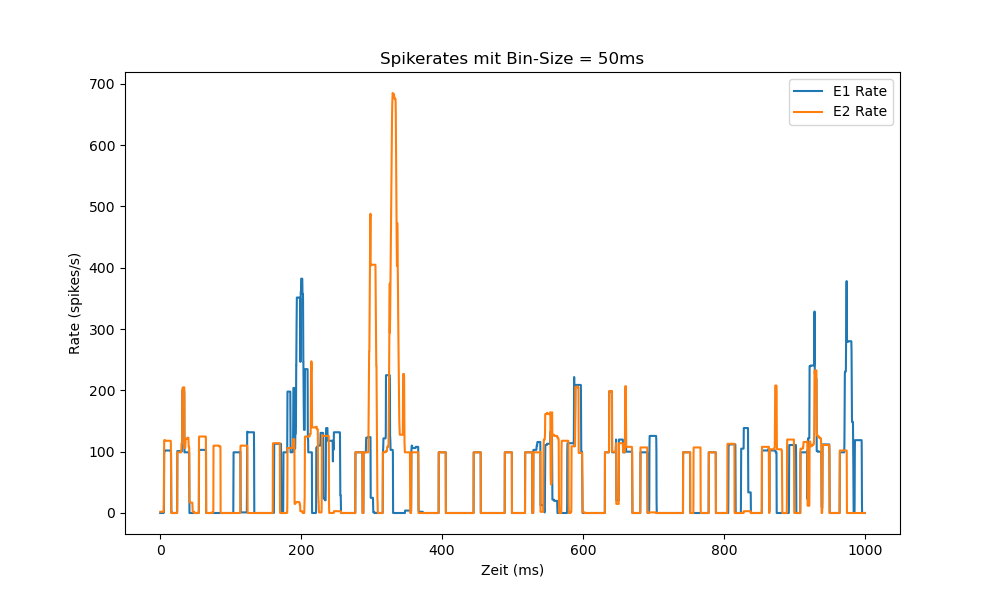 Spikerates mit Bin-Size = 50ms
E1 Rate
E2 Rate
700
600
500
400
300
200
100
0
Rate (spikes/s)
0 200 400 600 800 1000
Zeit (ms)